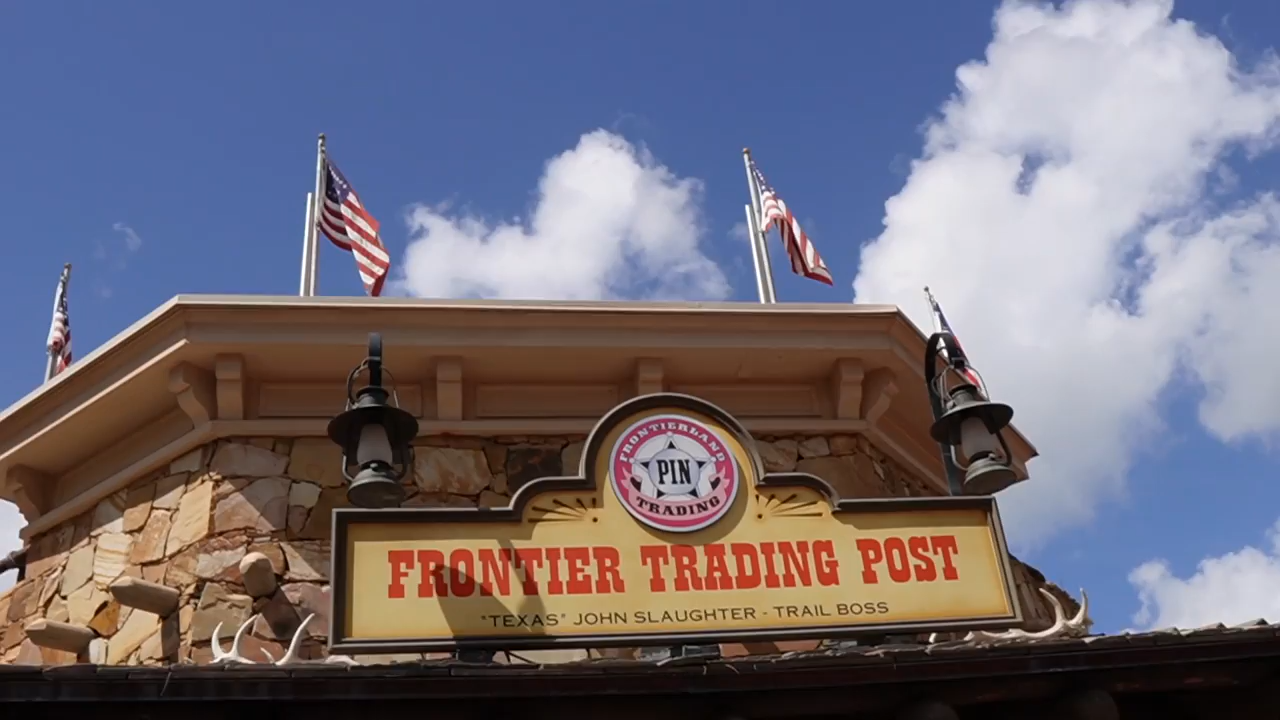 FRONTIERLAND
PIN
TRADING
FRONTIER TRADING POST
"TEXAS" JOHN SLAUGHTER - TRAIL BOSS